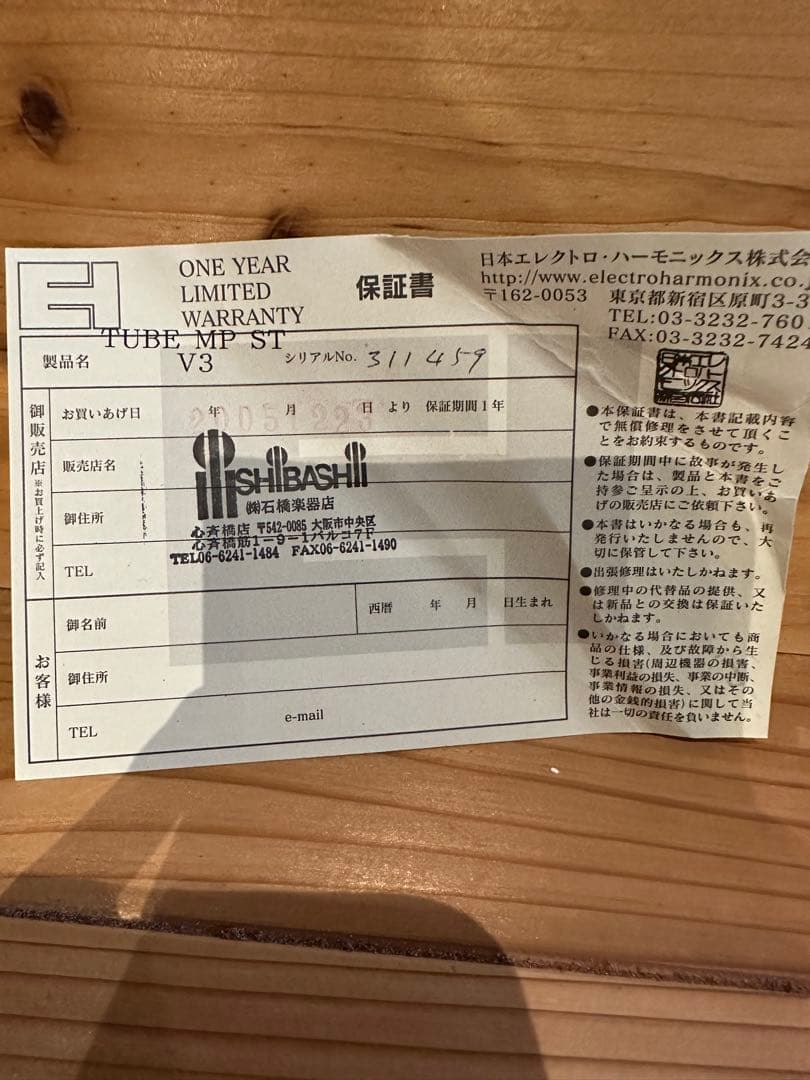 ONE YEAR
LIMITED
WARRANTY
保証書
日本エレクトロ・ハーモニックス株式会
http://www.electroharmonix.co.j
〒162-0053 東京都新宿区原町3-3
TEL:03-3232-760
FAX:03-3232-7424
TUBE MP ST
製品名 V3 シリアルNo. 311459
御販売店 ※お買上げ時に必ず記入
お買いあげ日 年 月 日 より 保証期間1年
2005
販売店名
ISHIBASHI
㈱石橋楽器店
御住所
心斉橋店 〒542-0085 大阪市中央区
心斉橋筋1-9-1パルコ7F
TEL06-6241-1484 FAX06-6241-1490
TEL
お客様
御名前
西暦 年 月 日生まれ
御住所
TEL e-mail
●本保証書は、本書記載内容
で無償修理をさせて頂くこ
とをお約束するものです。
●保証期間中に故事が発生し
た場合は、製品と本書をご
持参ご呈示の上、お買いあ
げの販売店にご依頼下さい。
●本書はいかなる場合も、再
発行いたしませんので、大
切に保管して下さい。
●出張修理はいたしかねます。
●修理中の代替品の提供、又
は新品との交換は保証いた
しかねます。
●いかなる場合においても商
品の仕様、及び故障から生
じる損害(周辺機器の損害、
事業利益の損失、事業の中断、
事業情報の損失、又はその
他の金銭的損害)に関して当
社は一切の責任を負いません。